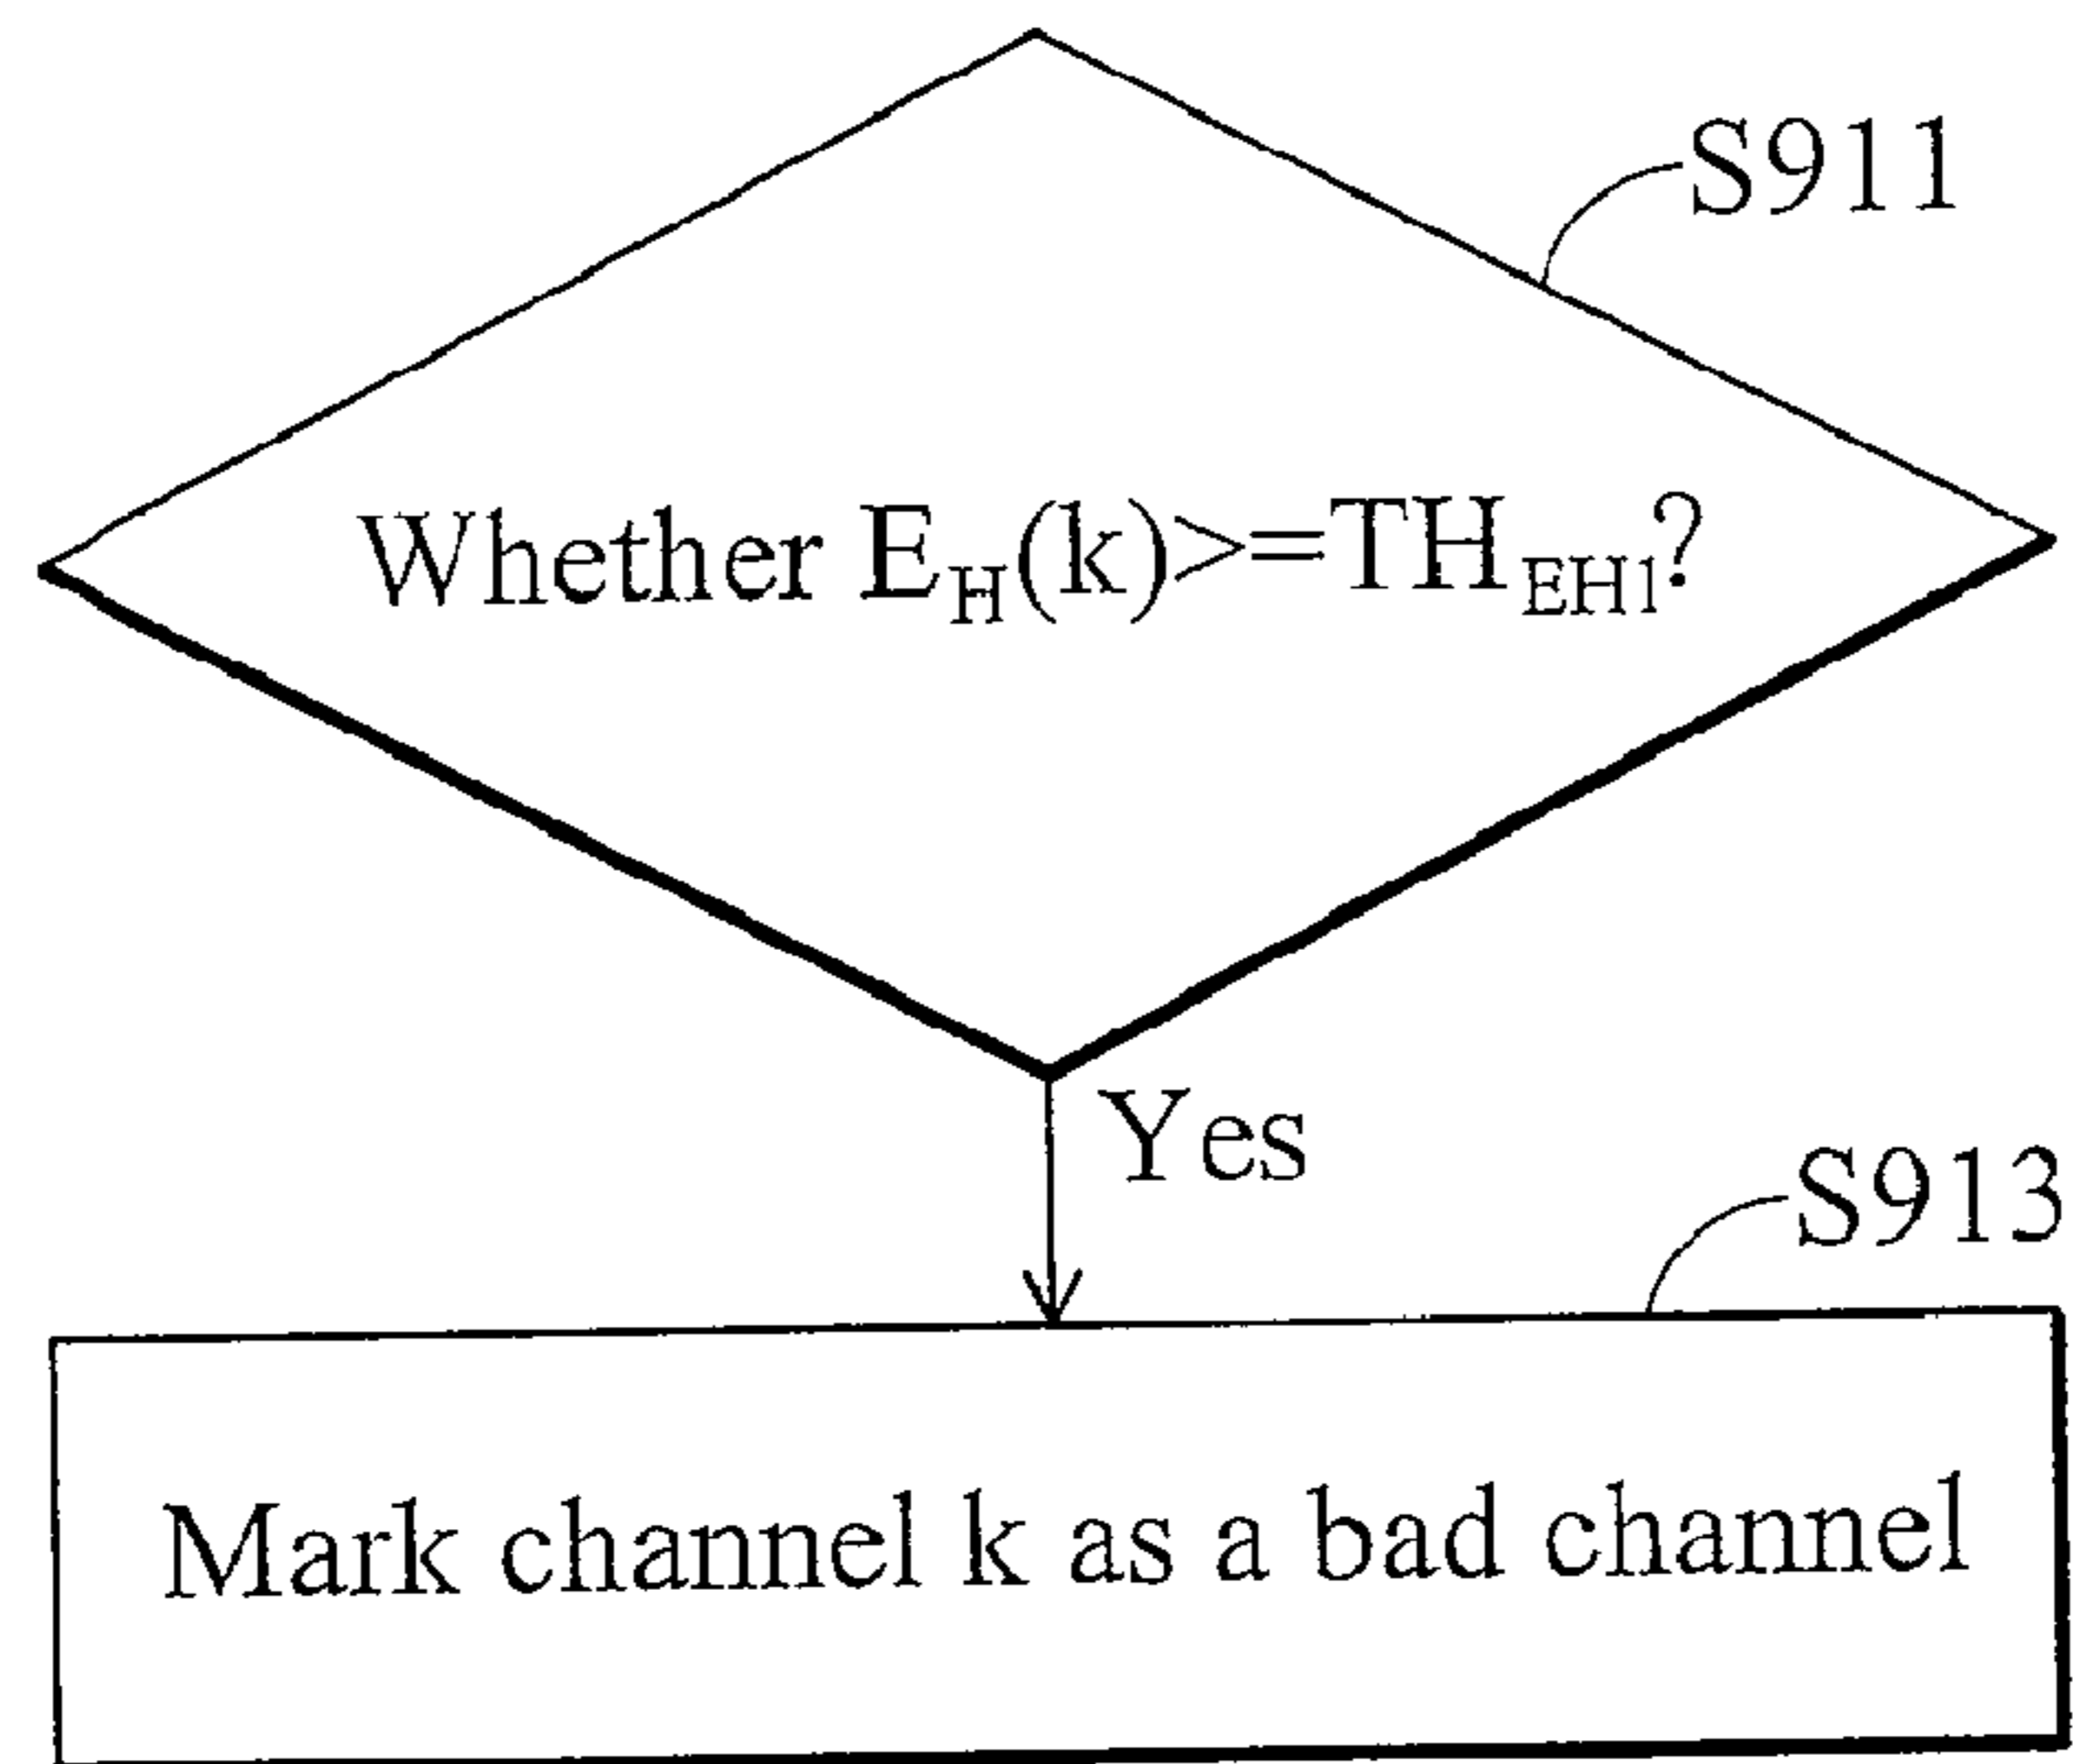 S911
Whether E_H(k)>=TH_EH1?
Yes
S913
Mark channel k as a bad channel